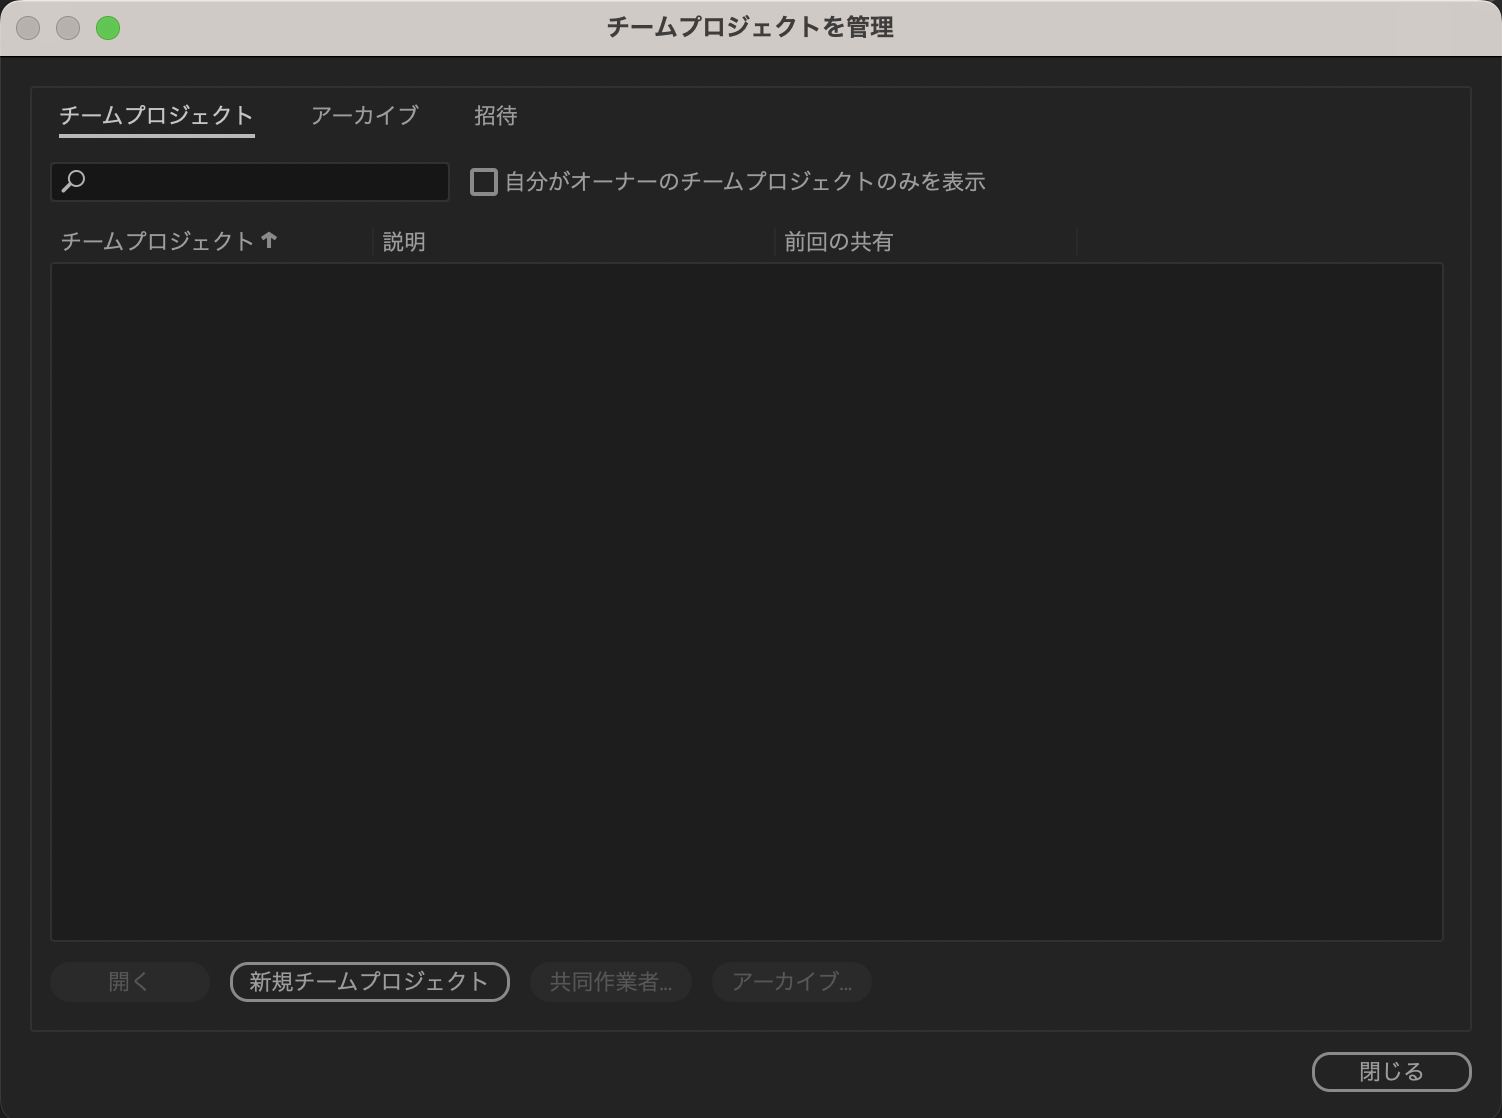 チームプロジェクトを管理
チームプロジェクト アーカイブ 招待
自分がオーナーのチームプロジェクトのみを表示
チームプロジェクト↑ 説明 前回の共有
開く 新規チームプロジェクト 共同作業者... アーカイブ...
閉じる